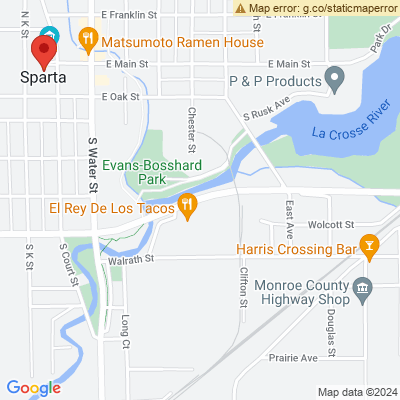 Map error: g.co/staticmaperror
N K St
E Franklin St
E Franklin St
Park Dr
Matsumoto Ramen House
Sparta
E Main St
E Main St
P & P Products
E Oak St
S Rusk Ave
Chester St
La Crosse River
S Water St
Evans-Bosshard
Park
El Rey De Los Tacos
East Ave
Wolcott St
S K St
S Court St
Walrath St
Harris Crossing Bar
Clifton St
Monroe County
Highway Shop
Long Ct
Douglas St
Prairie Ave
Google
Map data ©2024